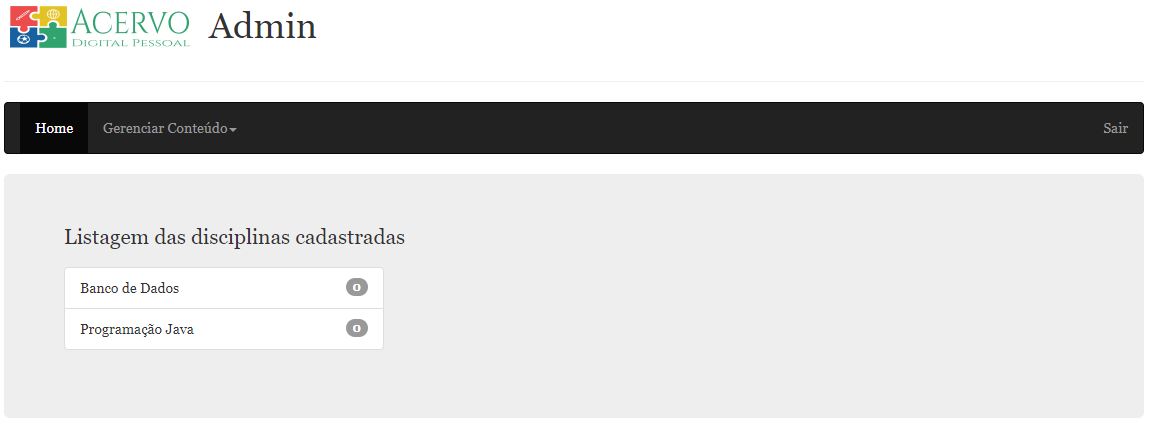 ACERVO
DIGITAL PESSOAL
Admin
Home Gerenciar Conteúdo Sair
Listagem das disciplinas cadastradas
Banco de Dados 0
Programação Java 0